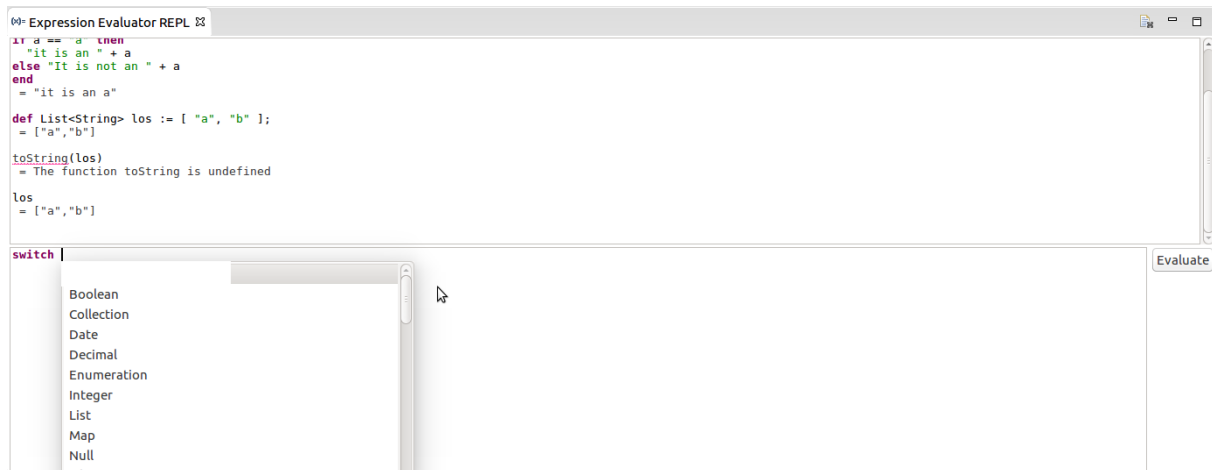 (x)= Expression Evaluator REPL
if a == "a" then
"it is an " + a
else "It is not an " + a
end
= "it is an a"
def List<String> los := [ "a", "b" ];
= ["a","b"]
toString(los)
= The function toString is undefined
los
= ["a","b"]
switch
Evaluate
Boolean
Collection
Date
Decimal
Enumeration
Integer
List
Map
Null